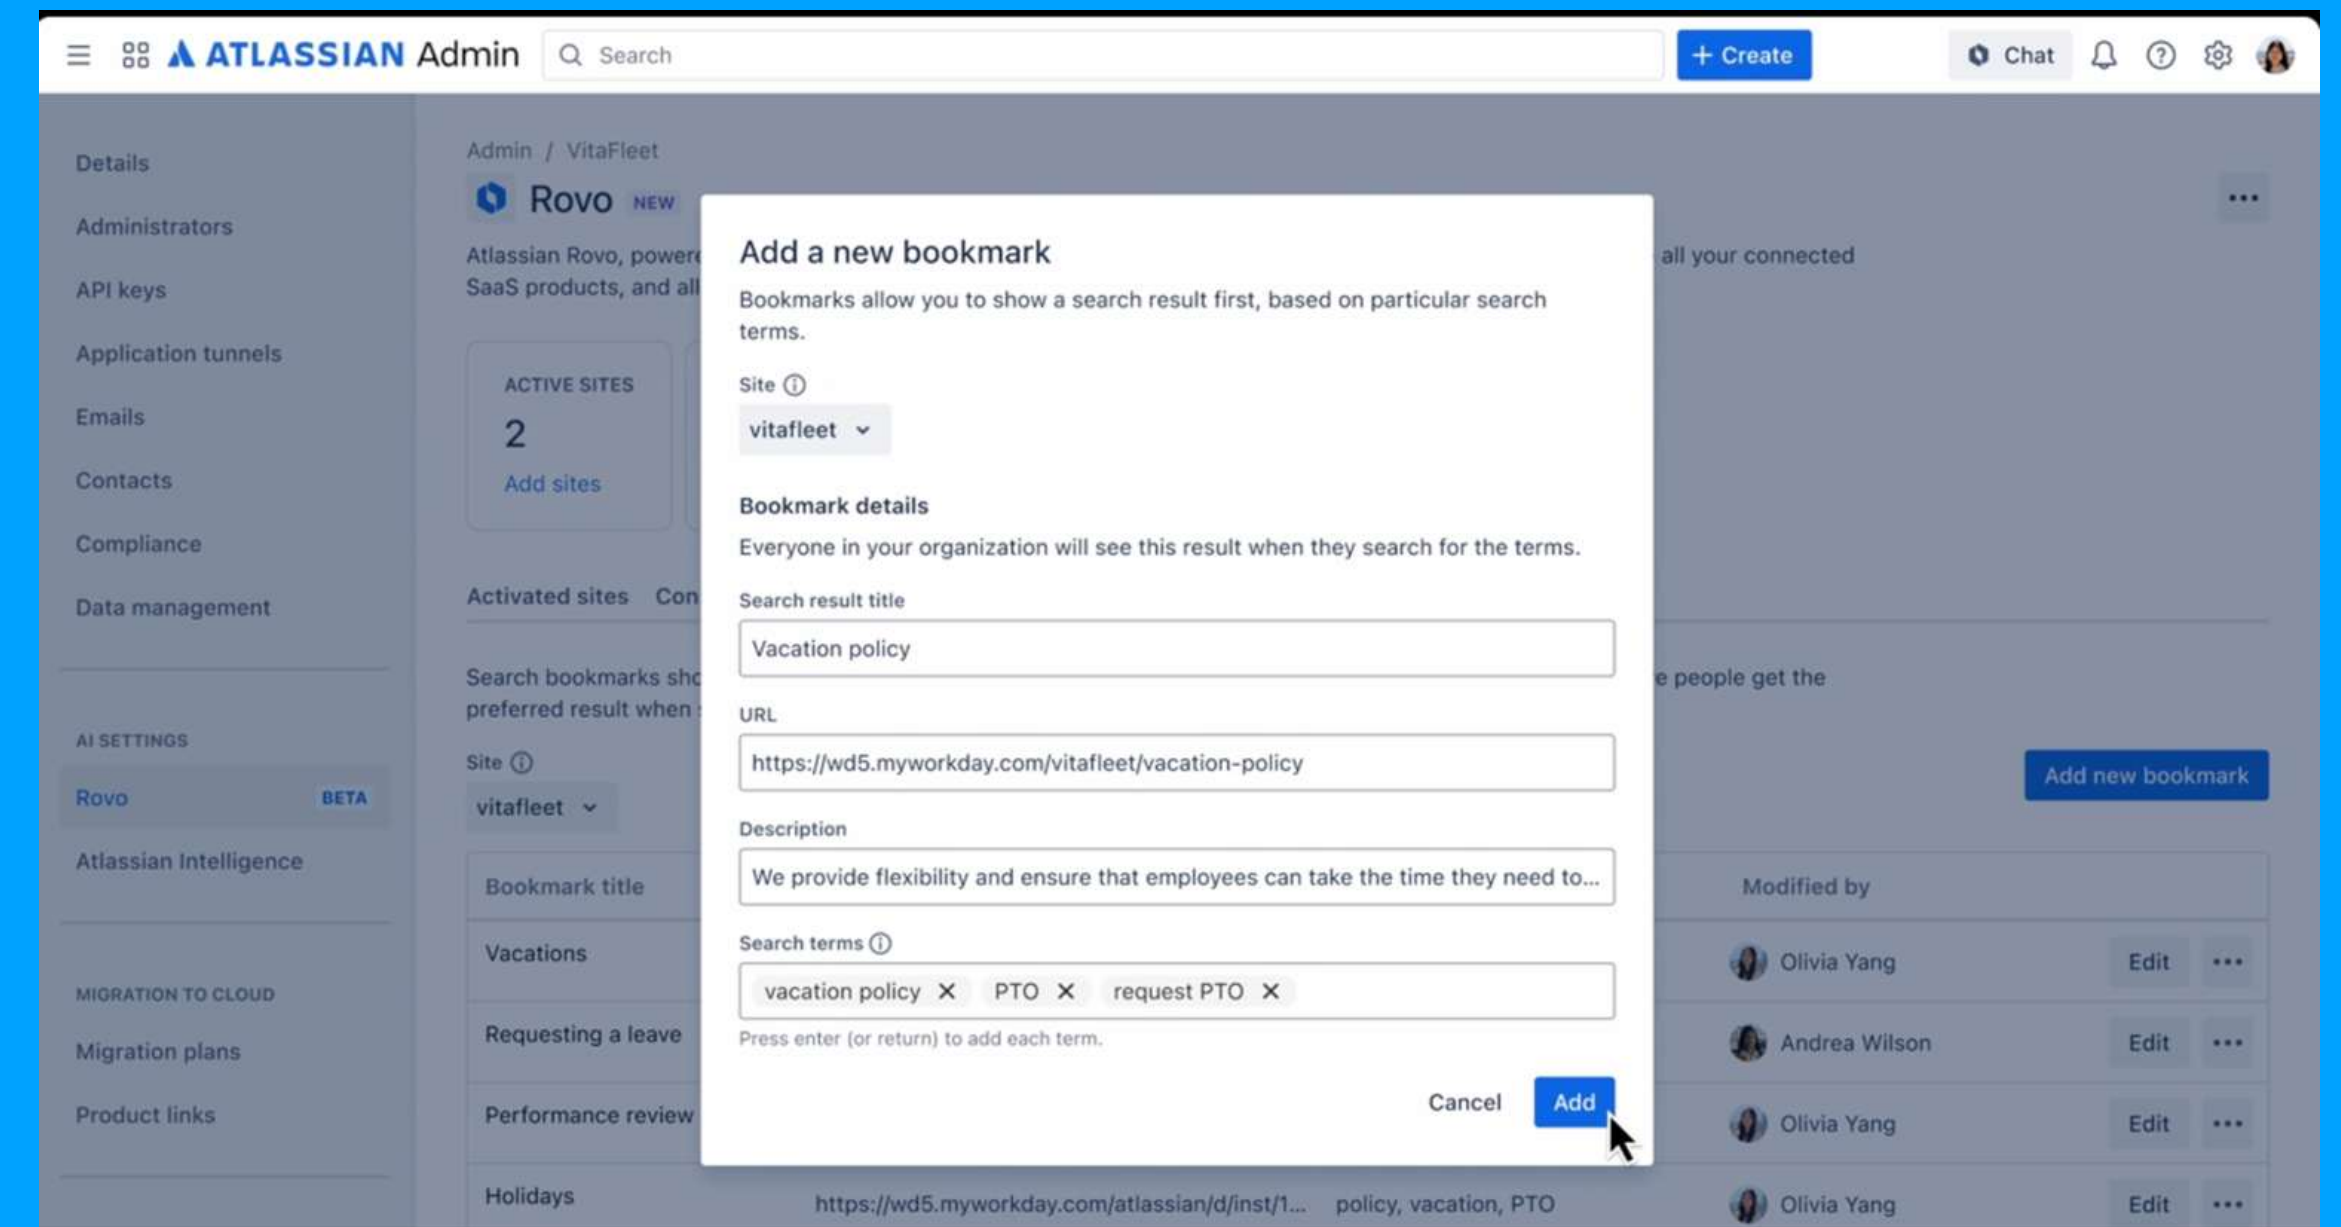 ATLASSIAN Admin
Search
+ Create
Chat
Details
Administrators
API keys
Application tunnels
Emails
Contacts
Compliance
Data management
AI SETTINGS
Rovo BETA
Atlassian Intelligence
MIGRATION TO CLOUD
Migration plans
Product links
Admin / VitaFleet
Rovo NEW
Atlassian Rovo, powere
all your connected
SaaS products, and all
ACTIVE SITES
2
Add sites
Activated sites Con
Search bookmarks sho
e people get the
preferred result when
Site
vitafleet
Add new bookmark
Bookmark title
Modified by
Vacations
Olivia Yang
Edit
Requesting a leave
Andrea Wilson
Edit
Performance review
Olivia Yang
Edit
Holidays
https://wd5.myworkday.com/atlassian/d/inst/1...
policy, vacation, PTO
Olivia Yang
Edit
Add a new bookmark
Bookmarks allow you to show a search result first, based on particular search
terms.
Site
vitafleet
Bookmark details
Everyone in your organization will see this result when they search for the terms.
Search result title
Vacation policy
URL
https://wd5.myworkday.com/vitafleet/vacation-policy
Description
We provide flexibility and ensure that employees can take the time they need to...
Search terms
vacation policy PTO request PTO
Press enter (or return) to add each term.
Cancel
Add